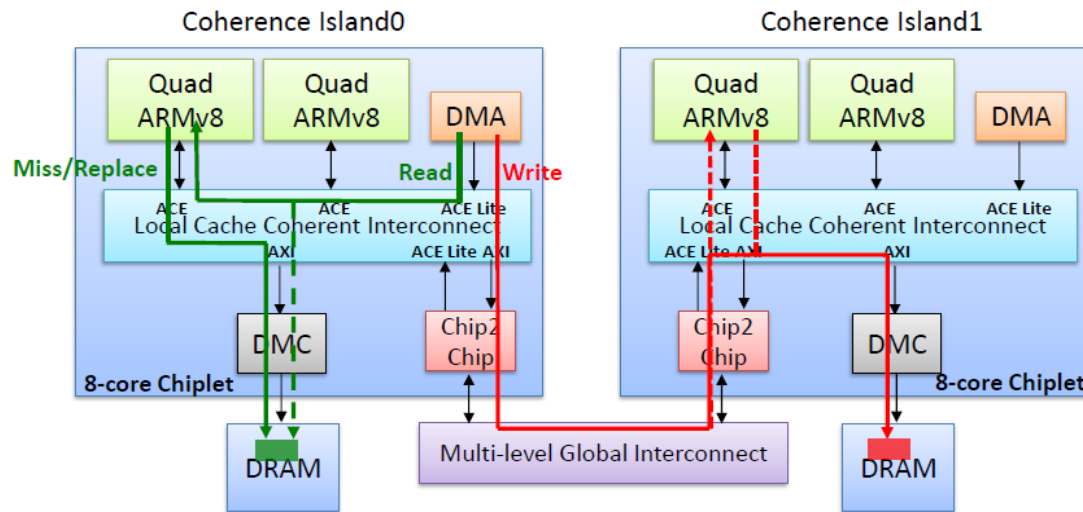 Coherence Island0
Coherence Island1
Quad
ARMv8
Quad
ARMv8
DMA
Quad
ARMv8
Quad
ARMv8
DMA
Miss/Replace
Read
Write
ACE
ACE
ACE Lite
Local Cache Coherent Interconnect
AXI
ACE Lite
AXI
ACE
ACE
ACE Lite
Local Cache Coherent Interconnect
ACE Lite
AXI
AXI
DMC
Chip2
Chip
8-core Chiplet
Chip2
Chip
DMC
8-core Chiplet
DRAM
Multi-level Global Interconnect
DRAM